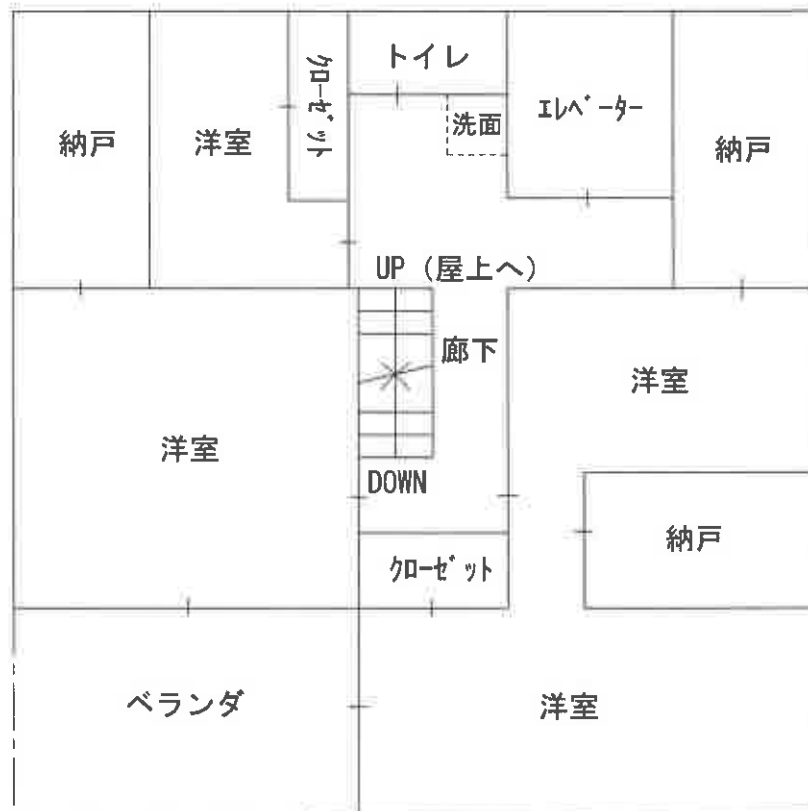 トイレ
クローゼット
洗面
エレベーター
納戸
洋室
納戸
UP (屋上へ)
廊下
洋室
洋室
DOWN
納戸
クローゼット
ベランダ
洋室